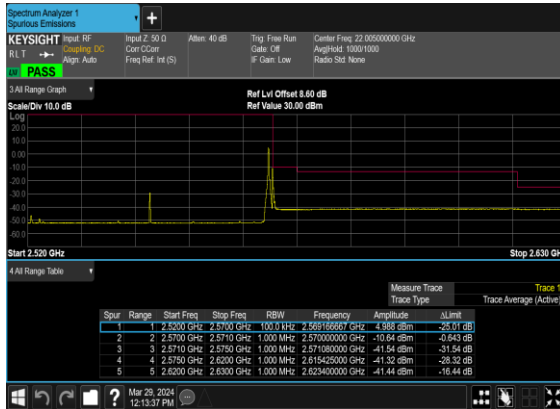 Spectrum Analyzer 1
Spurious Emissions
+
KEYSIGHT Input: RF Input Z: 50 Ω Atten: 40 dB Trig: Free Run Center Freq: 22.005000000 GHz
RLT Coupling: DC Corr CCorr Gate: Off Avg|Hold: 1000/1000
Align: Auto Freq Ref: Int (S) IF Gain: Low Radio Std: None
PASS
3 All Range Graph
Ref Lvl Offset 8.60 dB
Scale/Div 10.0 dB Ref Value 30.00 dBm
Log
20.0
10.0
0.00
-10.0
-20.0
-30.0
-40.0
-50.0
-60.0
Start 2.520 GHz Stop 2.630 GH
4 All Range Table
Measure Trace Trace 1
Trace Type Trace Average (Active)
Spur Range Start Freq Stop Freq RBW Frequency Amplitude ΔLimit
1 1 2.5200 GHz 2.5700 GHz 100.0 kHz 2.569166667 GHz 4.988 dBm -25.01 dB
2 2 2.5700 GHz 2.5710 GHz 1.000 MHz 2.570000000 GHz -10.64 dBm -0.643 dB
3 3 2.5710 GHz 2.5750 GHz 1.000 MHz 2.571080000 GHz -41.54 dBm -31.54 dB
4 4 2.5750 GHz 2.6200 GHz 1.000 MHz 2.615425000 GHz -41.32 dBm -28.32 dB
5 5 2.6200 GHz 2.6300 GHz 1.000 MHz 2.623400000 GHz -41.44 dBm -16.44 dB
? Mar 29, 2024
12:13:37 PM